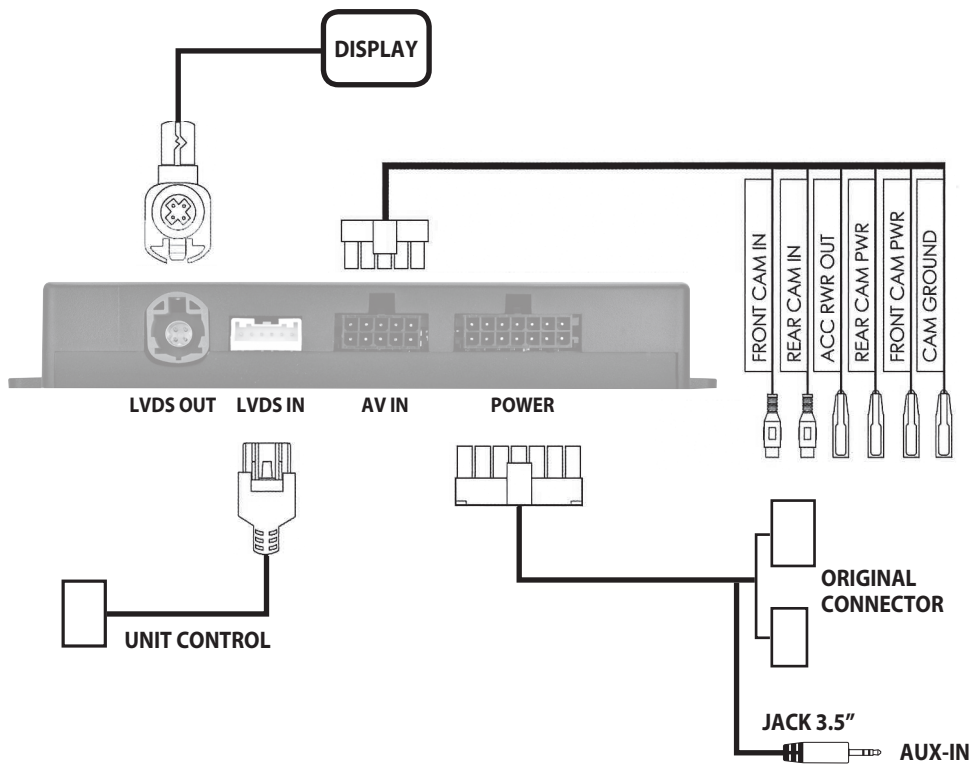 DISPLAY
FRONT CAM IN
REAR CAM IN
ACC RWR OUT
REAR CAM PWR
FRONT CAM PWR
CAM GROUND
LVDS OUT
LVDS IN
AV IN
POWER
UNIT CONTROL
ORIGINAL
CONNECTOR
JACK 3.5"
AUX-IN